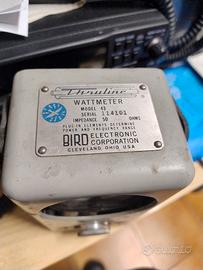 Thruline
WATTMETER
MODEL 43
SERIAL 114101
IMPEDANCE 50 OHMS
PLUG-IN ELEMENTS DETERMINE
POWER AND FREQUENCY RANGE
BIRD ELECTRONIC
CORPORATION
CLEVELAND, OHIO USA
subito